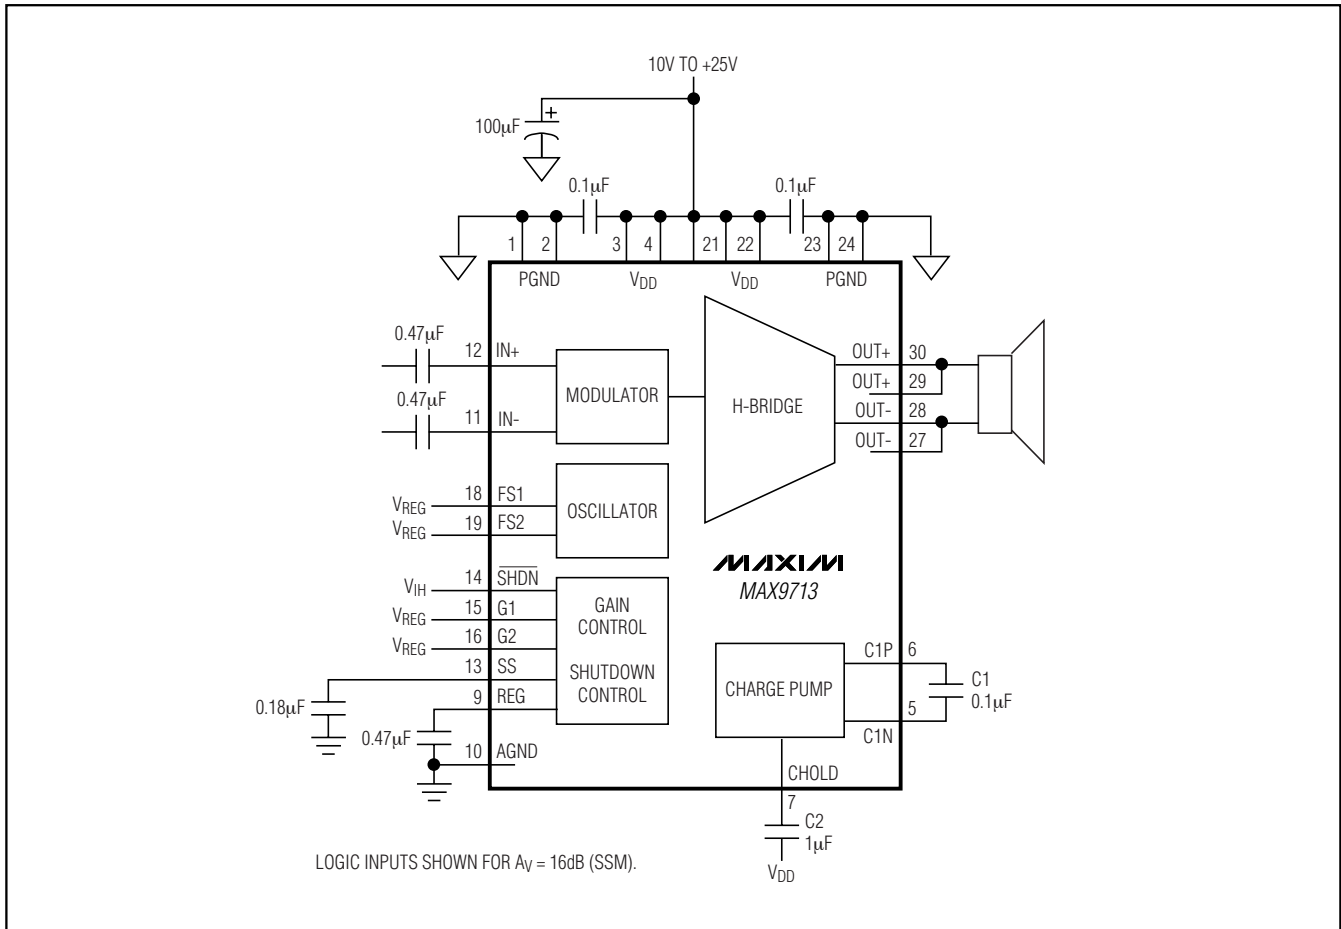 10V TO +25V
+
100μF
0.1μF
0.1μF
1
2
3
4
21
22
23
24
PGND
VDD
VDD
PGND
0.47μF
12
IN+
MODULATOR
0.47μF
11
IN-
H-BRIDGE
OUT+
30
OUT+
29
OUT-
28
OUT-
27
VREG
18
FS1
VREG
19
FS2
OSCILLATOR
MAXIM
MAX9713
VIH
14
SHDN
VREG
15
G1
VREG
16
G2
13
SS
9
REG
GAIN
CONTROL
SHUTDOWN
CONTROL
0.18μF
0.47μF
10
AGND
CHARGE PUMP
C1P
6
C1
0.1μF
5
C1N
CHOLD
7
C2
1μF
VDD
LOGIC INPUTS SHOWN FOR AV = 16dB (SSM).